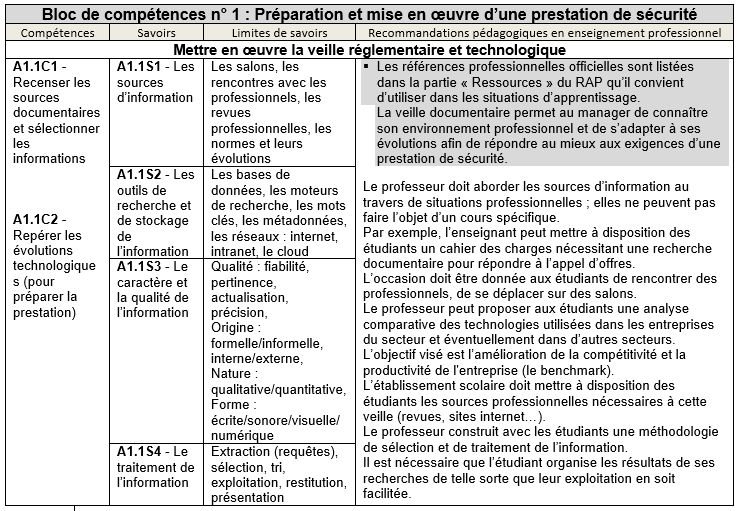 Bloc de compétences n° 1 : Préparation et mise en œuvre d'une prestation de sécurité
Compétences
Savoirs
Limites de savoirs
Recommandations pédagogiques en enseignement professionnel
Mettre en œuvre la veille réglementaire et technologique
A1.1C1 -
Recenser les
sources
documentaires
et sélectionner
les
informations
A1.1C2 -
Repérer les
évolutions
technologique
s (pour
préparer la
prestation)
A1.1S1 - Les
sources
d'information
Les salons, les
rencontres avec les
professionnels, les
revues
professionnelles, les
normes et leurs
évolutions
A1.1S2 - Les
outils de
recherche et
de stockage
de
l'information
Les bases de
données, les moteurs
de recherche, les mots
clés, les métadonnées,
les réseaux : internet,
intranet, le cloud
A1.1S3 - Le
caractère et
la qualité de
l'information
Qualité : fiabilité,
pertinence,
actualisation,
précision,
Origine :
formelle/informelle,
interne/externe,
Nature :
qualitative/quantitative,
Forme :
écrite/sonore/visuelle/
numérique
A1.1S4 - Le
traitement de
l'information
Extraction (requêtes),
sélection, tri,
exploitation, restitution,
présentation
▪ Les références professionnelles officielles sont listées
dans la partie « Ressources » du RAP qu'il convient
d'utiliser dans les situations d'apprentissage.
La veille documentaire permet au manager de connaître
son environnement professionnel et de s'adapter à ses
évolutions afin de répondre au mieux aux exigences d'une
prestation de sécurité.
Le professeur doit aborder les sources d'information au
travers de situations professionnelles ; elles ne peuvent pas
faire l'objet d'un cours spécifique.
Par exemple, l'enseignant peut mettre à disposition des
étudiants un cahier des charges nécessitant une recherche
documentaire pour répondre à l'appel d'offres.
L'occasion doit être donnée aux étudiants de rencontrer des
professionnels, de se déplacer sur des salons.
Le professeur peut proposer aux étudiants une analyse
comparative des technologies utilisées dans les entreprises
du secteur et éventuellement dans d'autres secteurs.
L'objectif visé est l'amélioration de la compétitivité et la
productivité de l'entreprise (le benchmark).
L'établissement scolaire doit mettre à disposition des
étudiants les sources professionnelles nécessaires à cette
veille (revues, sites internet…).
Le professeur construit avec les étudiants une méthodologie
de sélection et de traitement de l'information.
Il est nécessaire que l'étudiant organise les résultats de ses
recherches de telle sorte que leur exploitation en soit
facilitée.